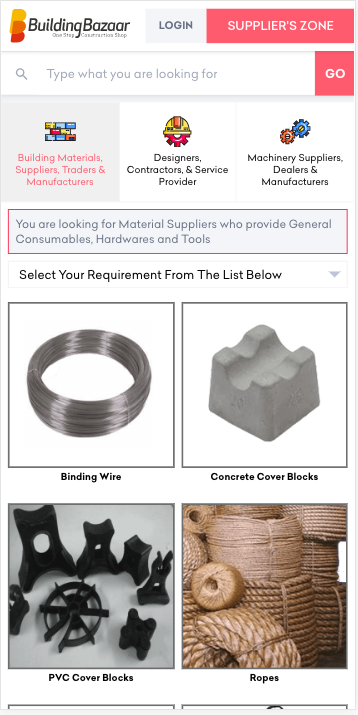 BuildingBazaar
One Stop Construction Shop
LOGIN
SUPPLIER'S ZONE
Type what you are looking for
GO
Building Materials,
Suppliers, Traders &
Manufacturers
Designers,
Contractors, & Service
Provider
Machinery Suppliers,
Dealers &
Manufacturers
You are looking for Material Suppliers who provide General
Consumables, Hardwares and Tools
Select Your Requirement From The List Below
Binding Wire
Concrete Cover Blocks
PVC Cover Blocks
Ropes